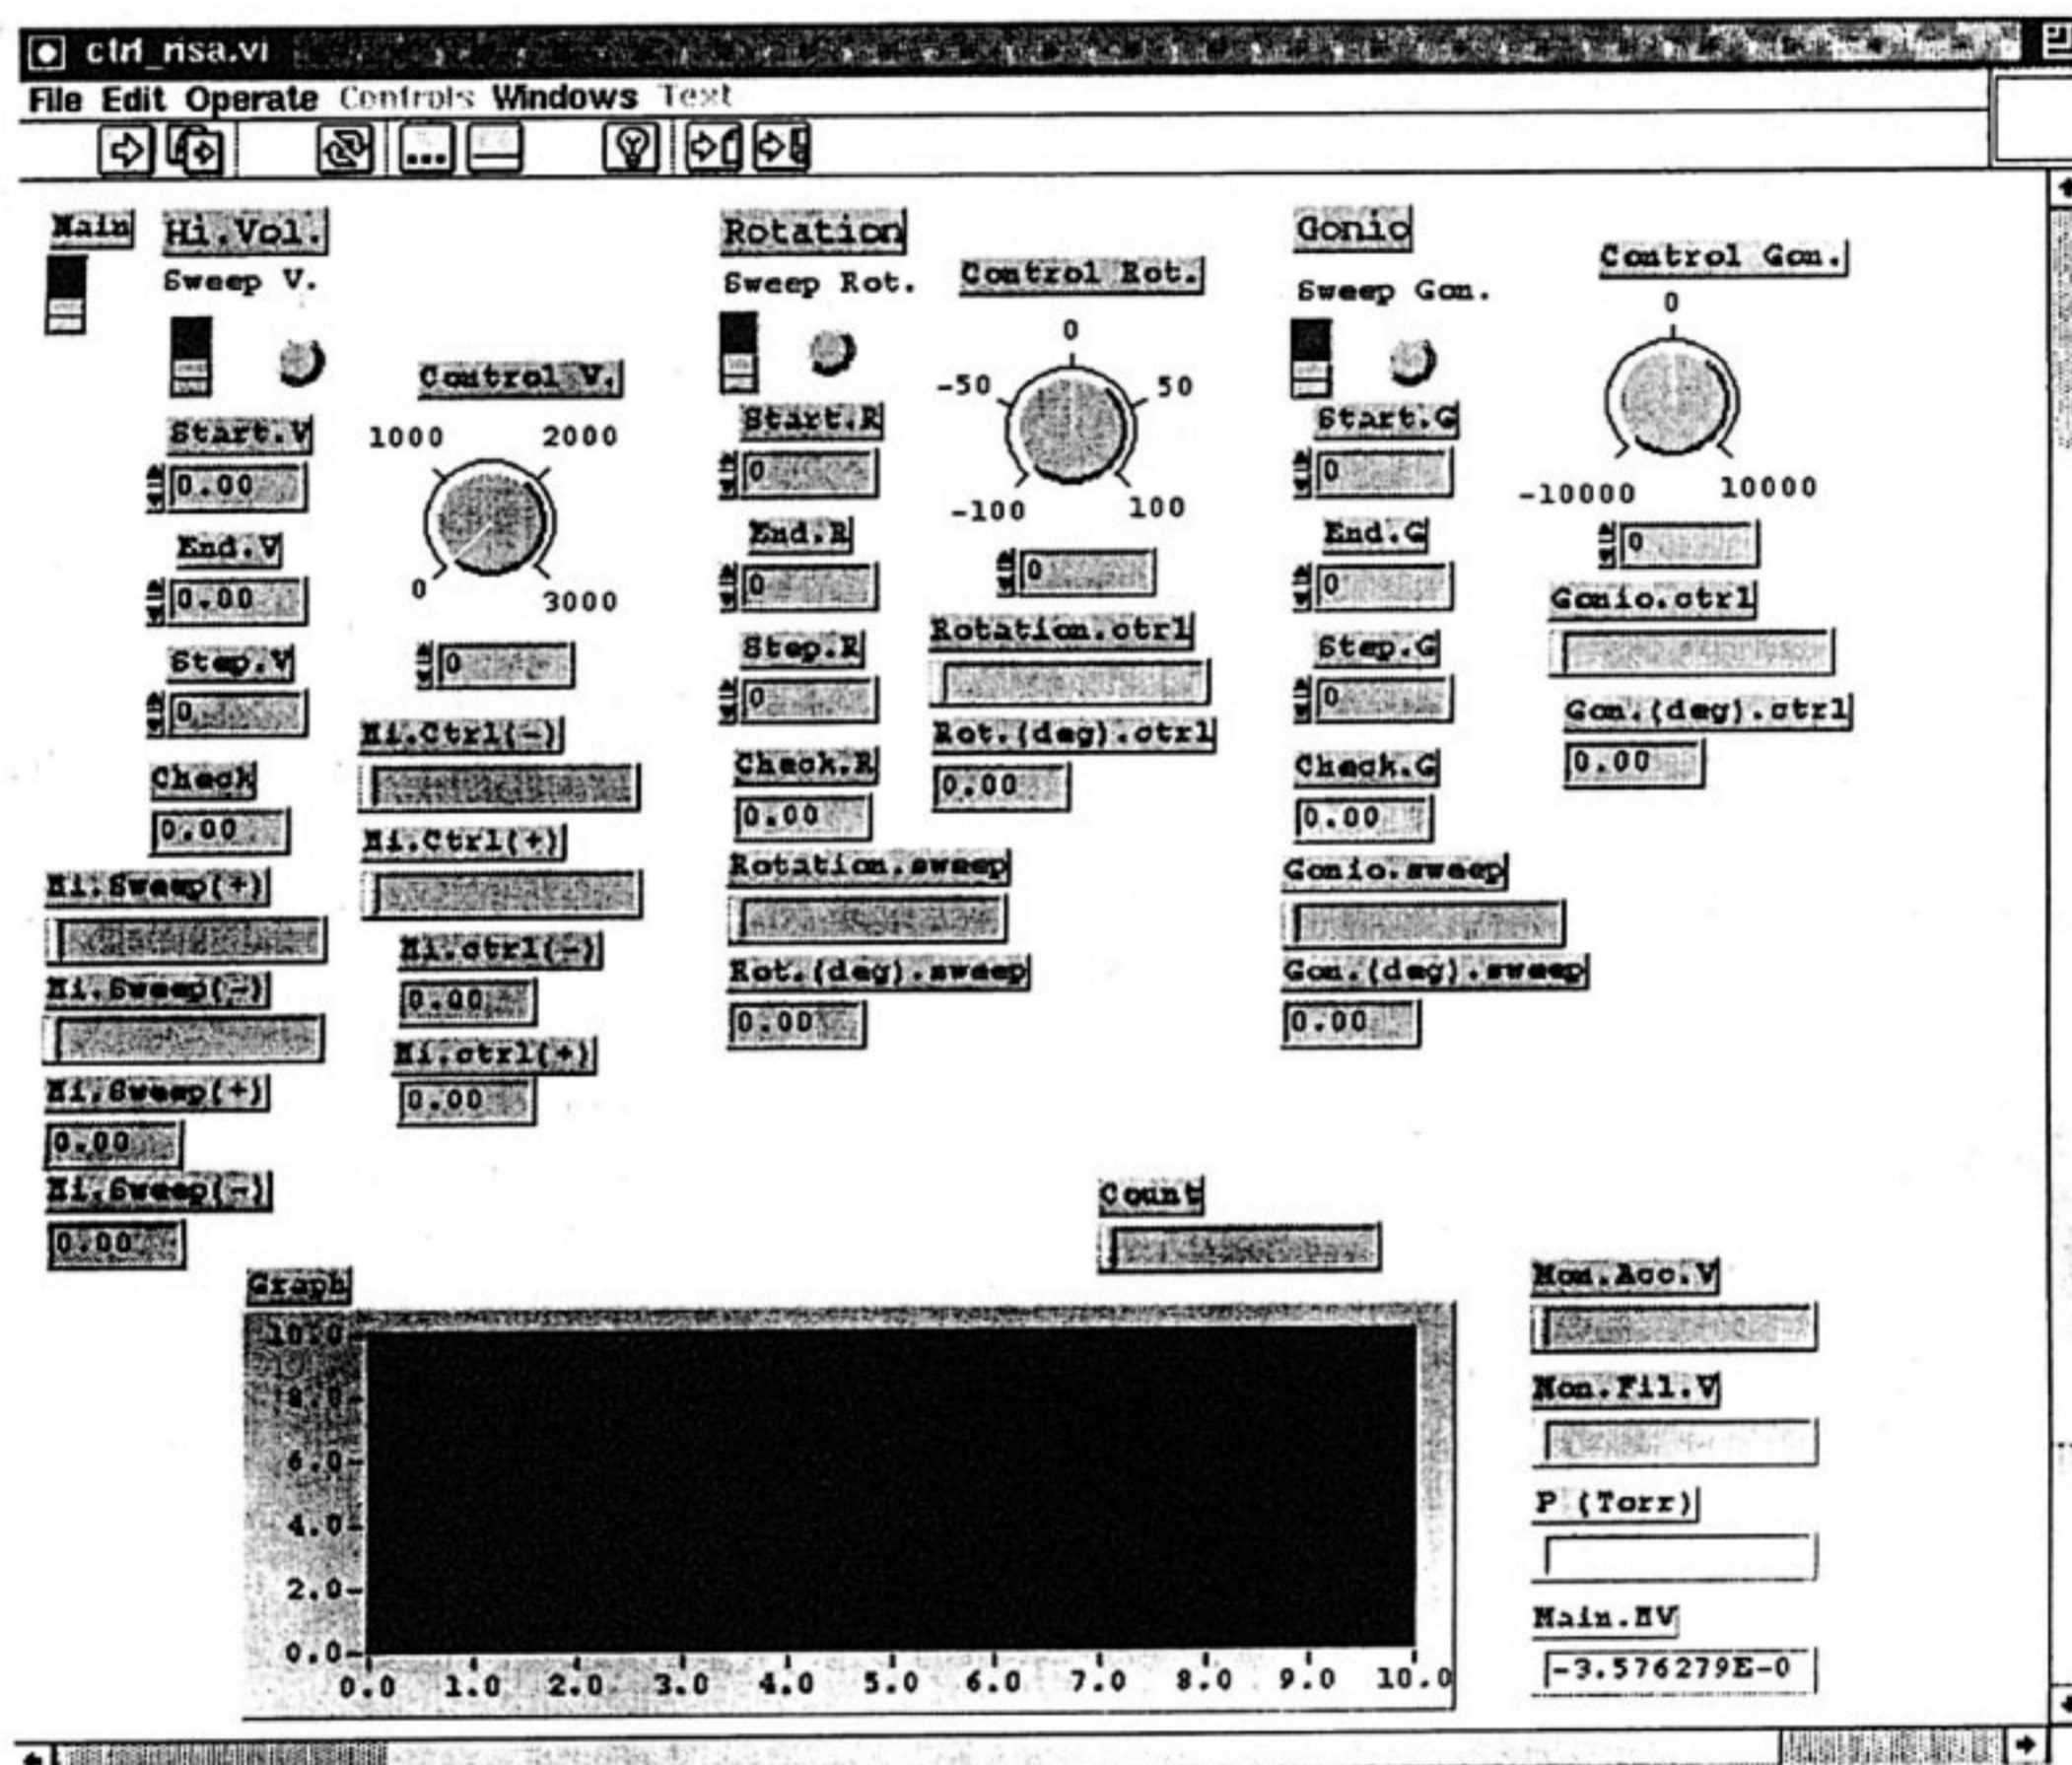 ctrl_risa.vi
File Edit Operate Controls Windows Text
Main
Hi.Vol.
Sweep V.
Start.V
0.00
End.V
0.00
Step.V
0
Check
0.00
Hi.Sweep(+)
Hi.Sweep(-)
Hi.Sweep(+)
0.00
Hi.Sweep(-)
0.00
Control V.
1000 2000
0 3000
0
Hi.Ctrl(-)
Hi.Ctrl(+)
Hi.ctrl(-)
0.00
Hi.ctrl(+)
0.00
Rotation
Sweep Rot.
Start.R
0
End.R
0
Step.R
0
Check.R
0.00
Rotation.sweep
Rot.(deg).sweep
0.00
Control Rot.
0
-50 50
-100 100
0
Rotation.ctrl
Rot.(deg).ctrl
0.00
Gonio
Sweep Gon.
Start.G
0
End.G
0
Step.G
0
Check.G
0.00
Gonio.sweep
Gon.(deg).sweep
0.00
Control Gon.
0
-10000 10000
0
Gonio.ctrl
Gon.(deg).ctrl
0.00
Count
Graph
10.0
8.0
6.0
4.0
2.0
0.0
0.0 1.0 2.0 3.0 4.0 5.0 6.0 7.0 8.0 9.0 10.0
Mon.Acc.V
Mon.Fil.V
P (Torr)
Main.HV
-3.576279E-0